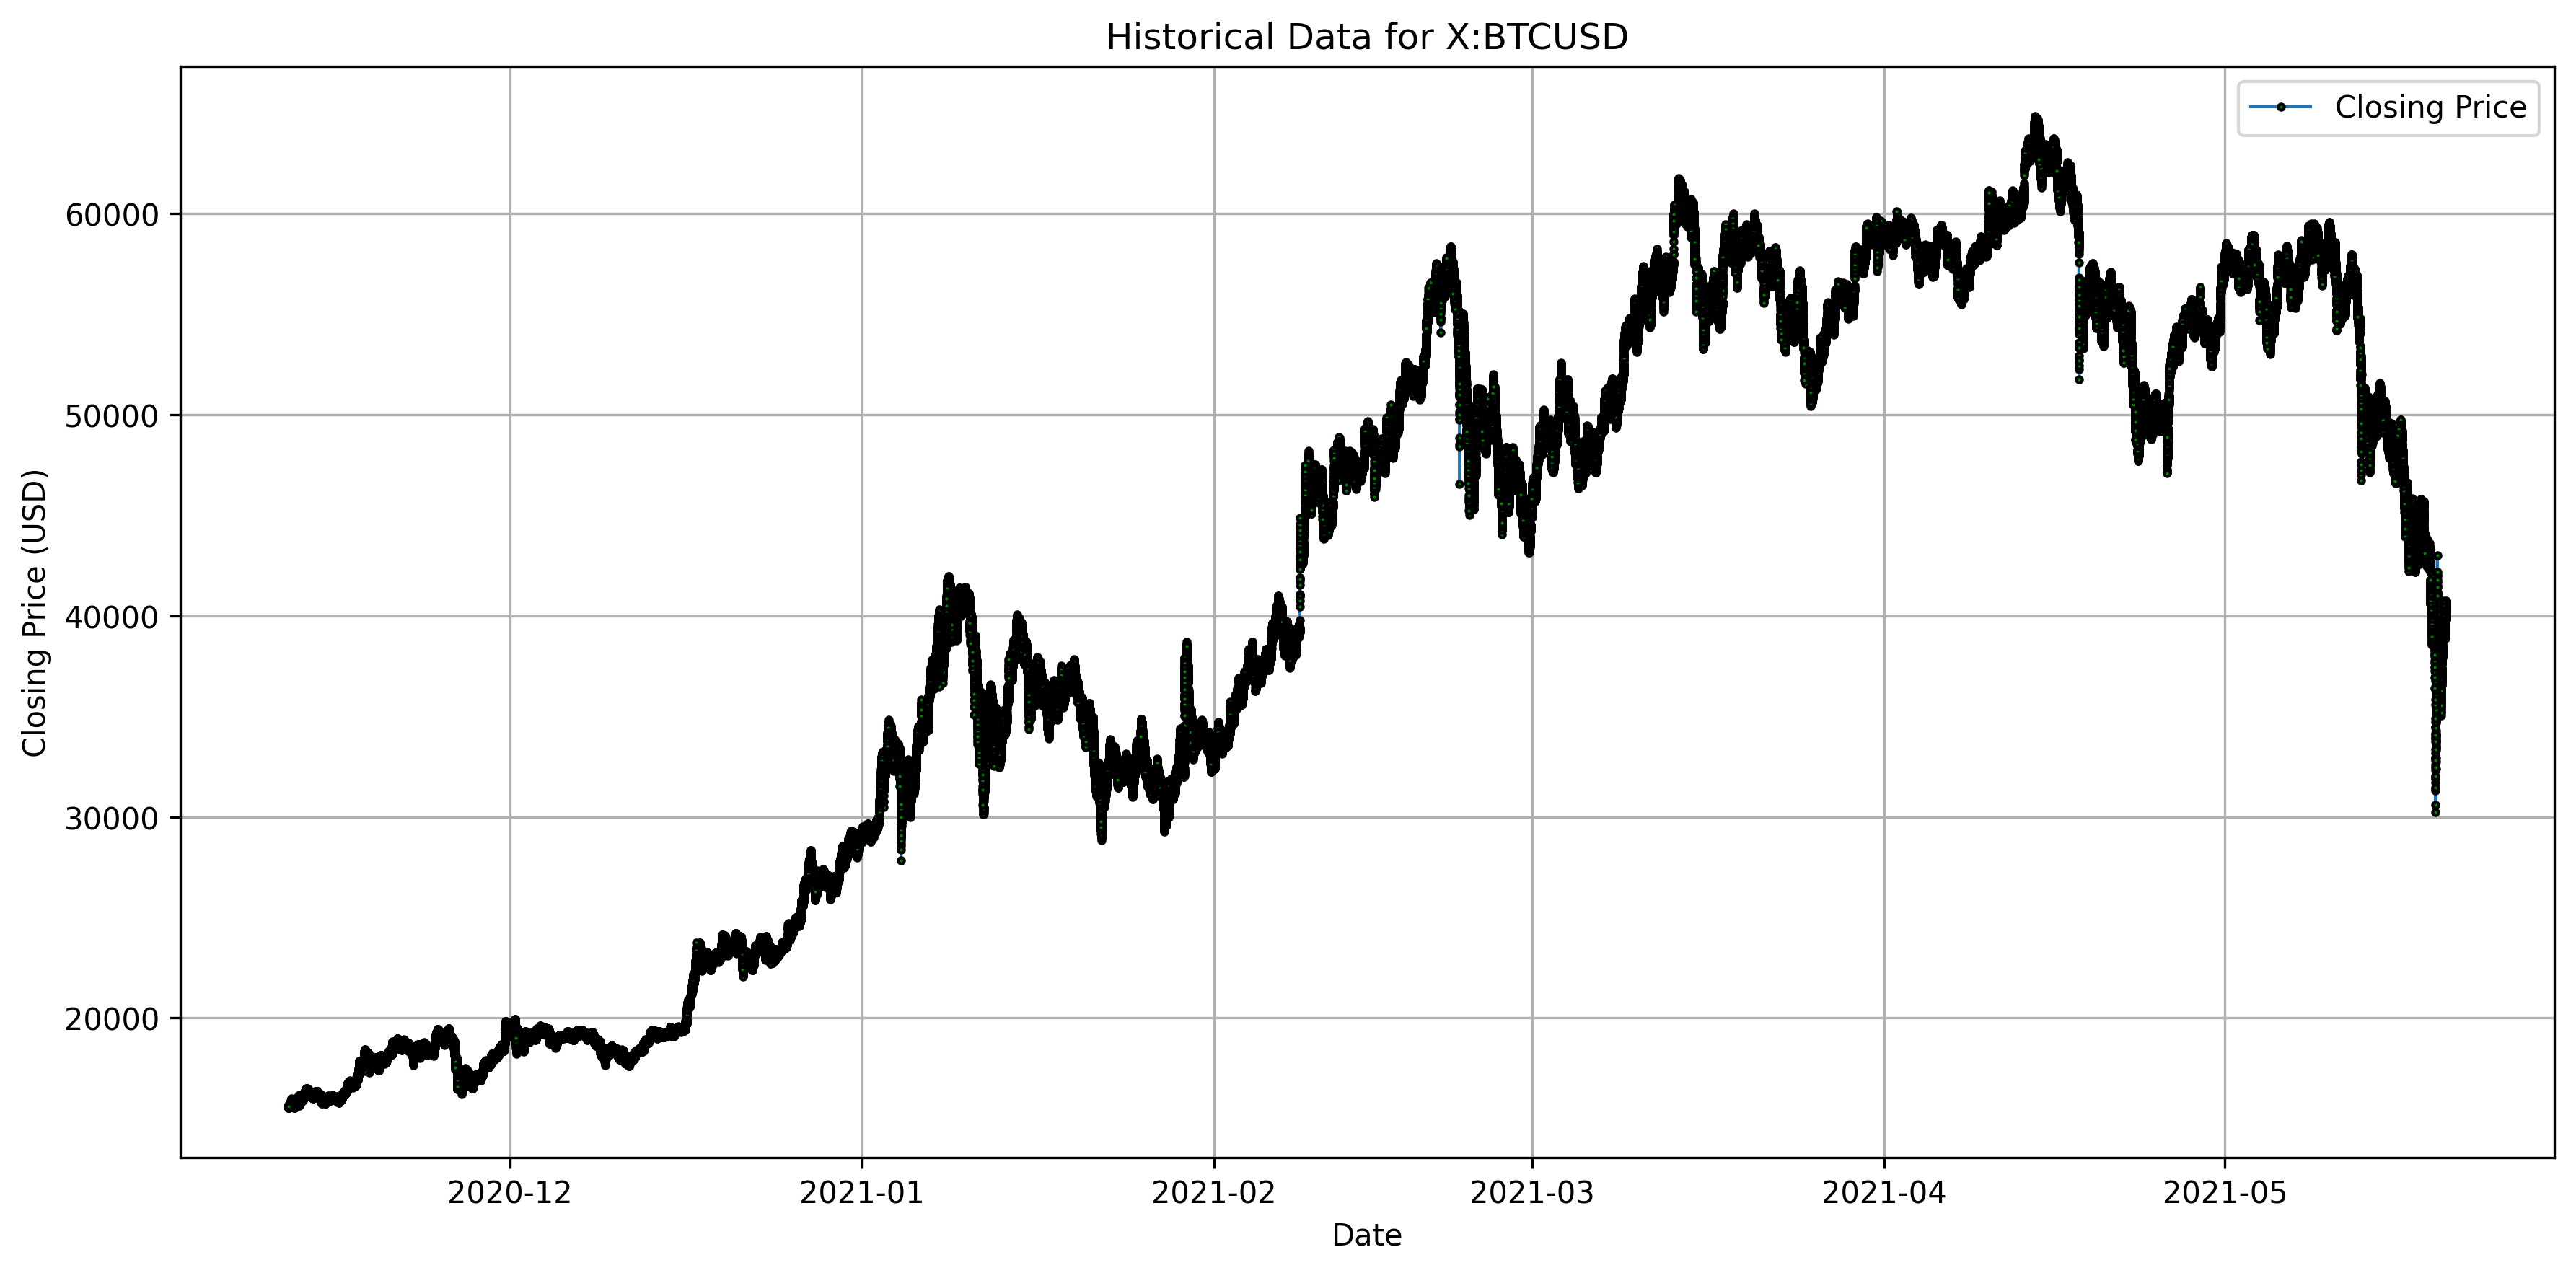 Historical Data for X:BTCUSD
Closing Price
60000
50000
40000
30000
20000
Closing Price (USD)
2020-12 2021-01 2021-02 2021-03 2021-04 2021-05
Date